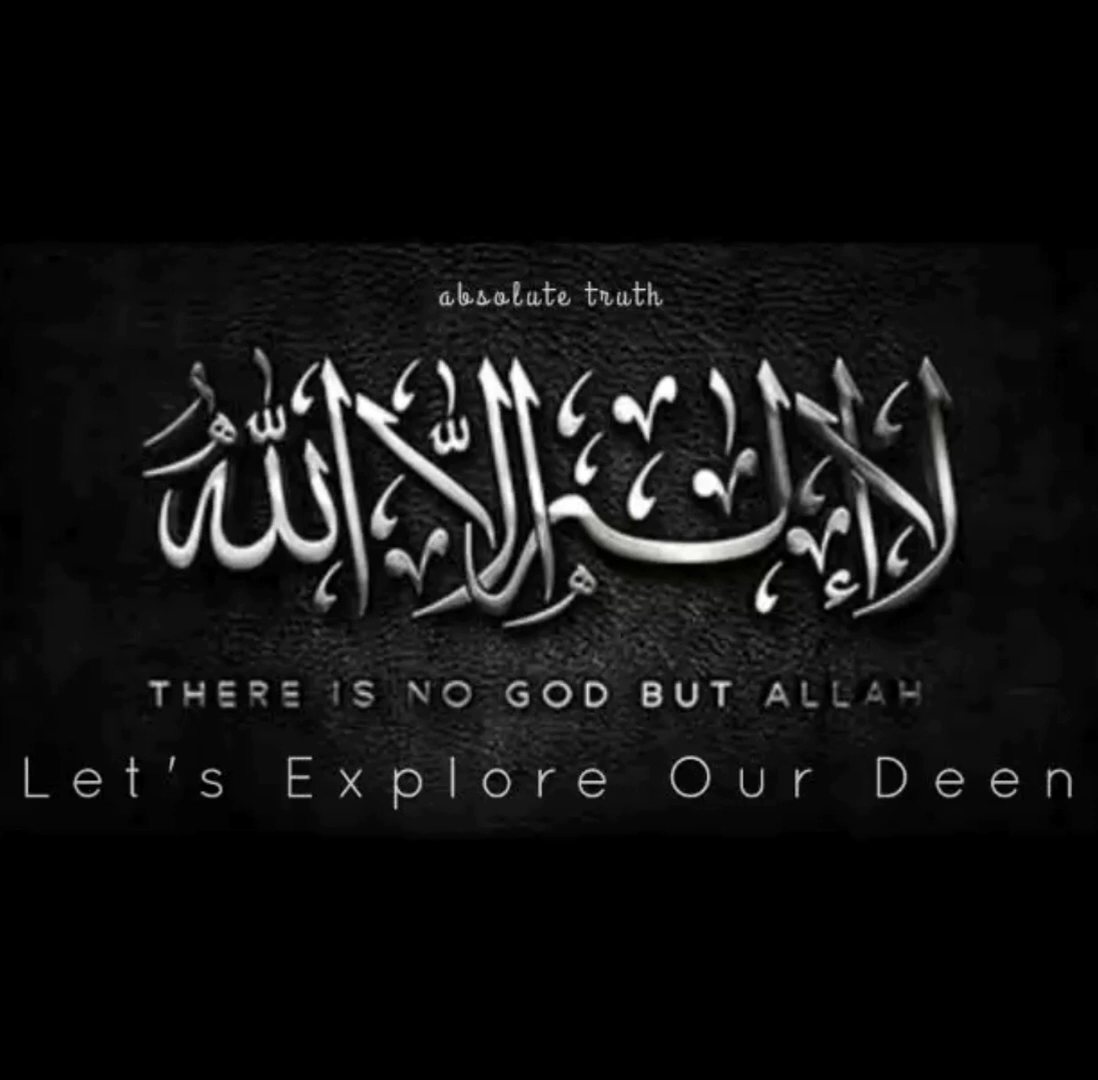 absolute truth
لا إله إلا الله
THERE IS NO GOD BUT ALLAH
Let's Explore Our Deen